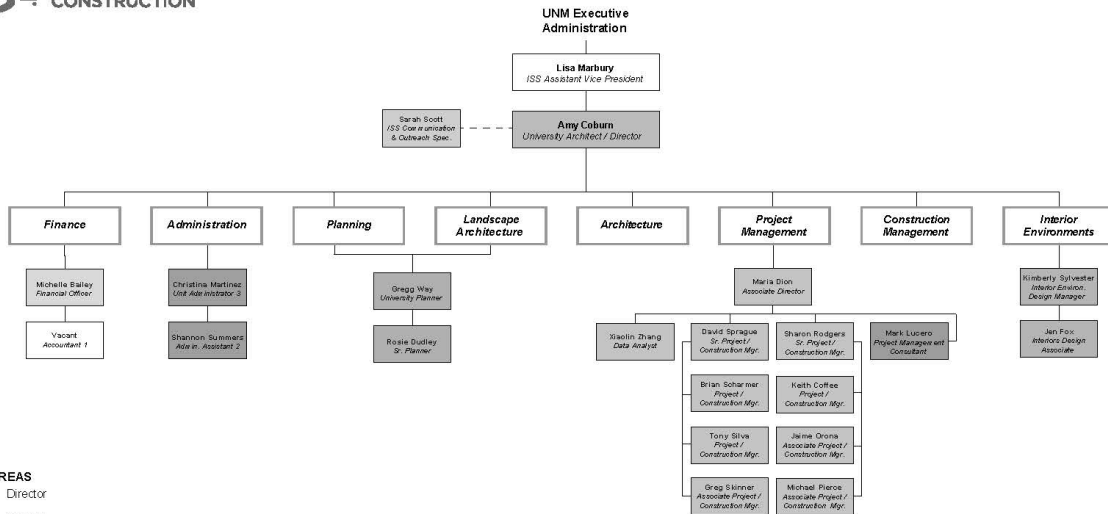 CONSTRUCTION
UNM Executive
Administration
Lisa Marbury
ISS Assistant Vice President
Sarah Scott
ISS Communication
& Outreach Spec.
Amy Coburn
University Architect / Director
Finance
Administration
Planning
Landscape
Architecture
Architecture
Project
Management
Construction
Management
Interior
Environments
Michelle Bailey
Financial Officer
Vacant
Accountant 1
Christina Martinez
Unit Administrator 3
Shannon Summers
Admin. Assistant 2
Gregg Way
University Planner
Rosie Dudley
Sr. Planner
Maria Dion
Associate Director
Xiaolin Zhang
Data Analyst
David Sprague
Sr. Project /
Construction Mgr.
Sharon Rodgers
Sr. Project /
Construction Mgr.
Mark Lucero
Project Management
Consultant
Brian Scharmer
Project /
Construction Mgr.
Keith Coffee
Project /
Construction Mgr.
Tony Silva
Project /
Construction Mgr.
Jaime Orona
Associate Project /
Construction Mgr.
Greg Skinner
Associate Project /
Construction Mgr.
Michael Pierce
Associate Project /
Construction Mgr.
Kimberly Sylvester
Interior Environ.
Design Manager
Jen Fox
Interiors Design
Associate
REAS
Director